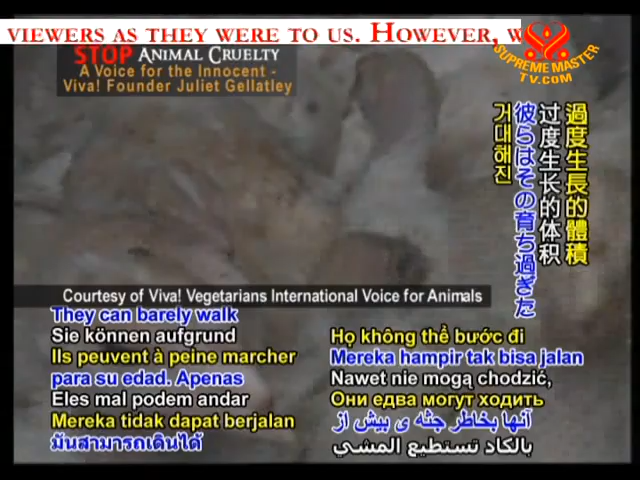 VIEWERS AS THEY WERE TO US. HOWEVER, W
SUPREME MASTER
TV.COM
STOP ANIMAL CRUELTY
A Voice for the Innocent -
Viva! Founder Juliet Gellatley
過度生長的體積
过度生长的体积
彼らはその育ち過ぎた
거대해진
Courtesy of Viva! Vegetarians International Voice for Animals
They can barely walk
Sie können aufgrund
Ils peuvent à peine marcher
para su edad. Apenas
Eles mal podem andar
Mereka tidak dapat berjalan
มันสามารถเดินได้
Họ không thể bước đi
Mereka hampir tak bisa jalan
Nawet nie mogą chodzić,
Они едва могут ходить
آنها بخاطر جثه ی بیش از
بالكاد تستطيع المشي